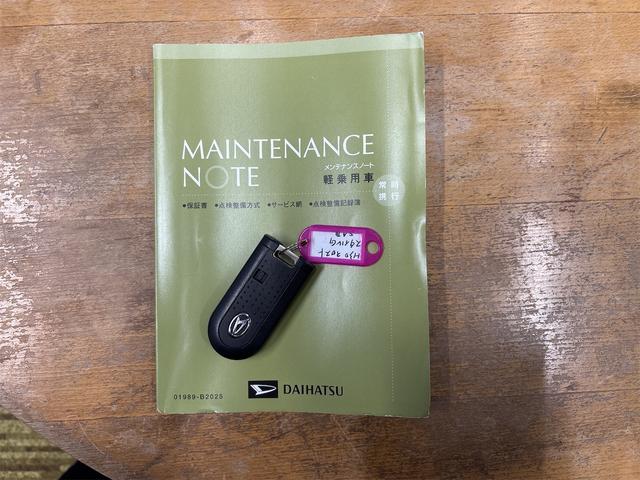 MAINTENANCE
NOTE
メンテナンスノート
軽乗用車
常時
携行
•保証書 •点検整備方式 •サービス網 •点検整備記録簿
01989-B2025
DAIHATSU